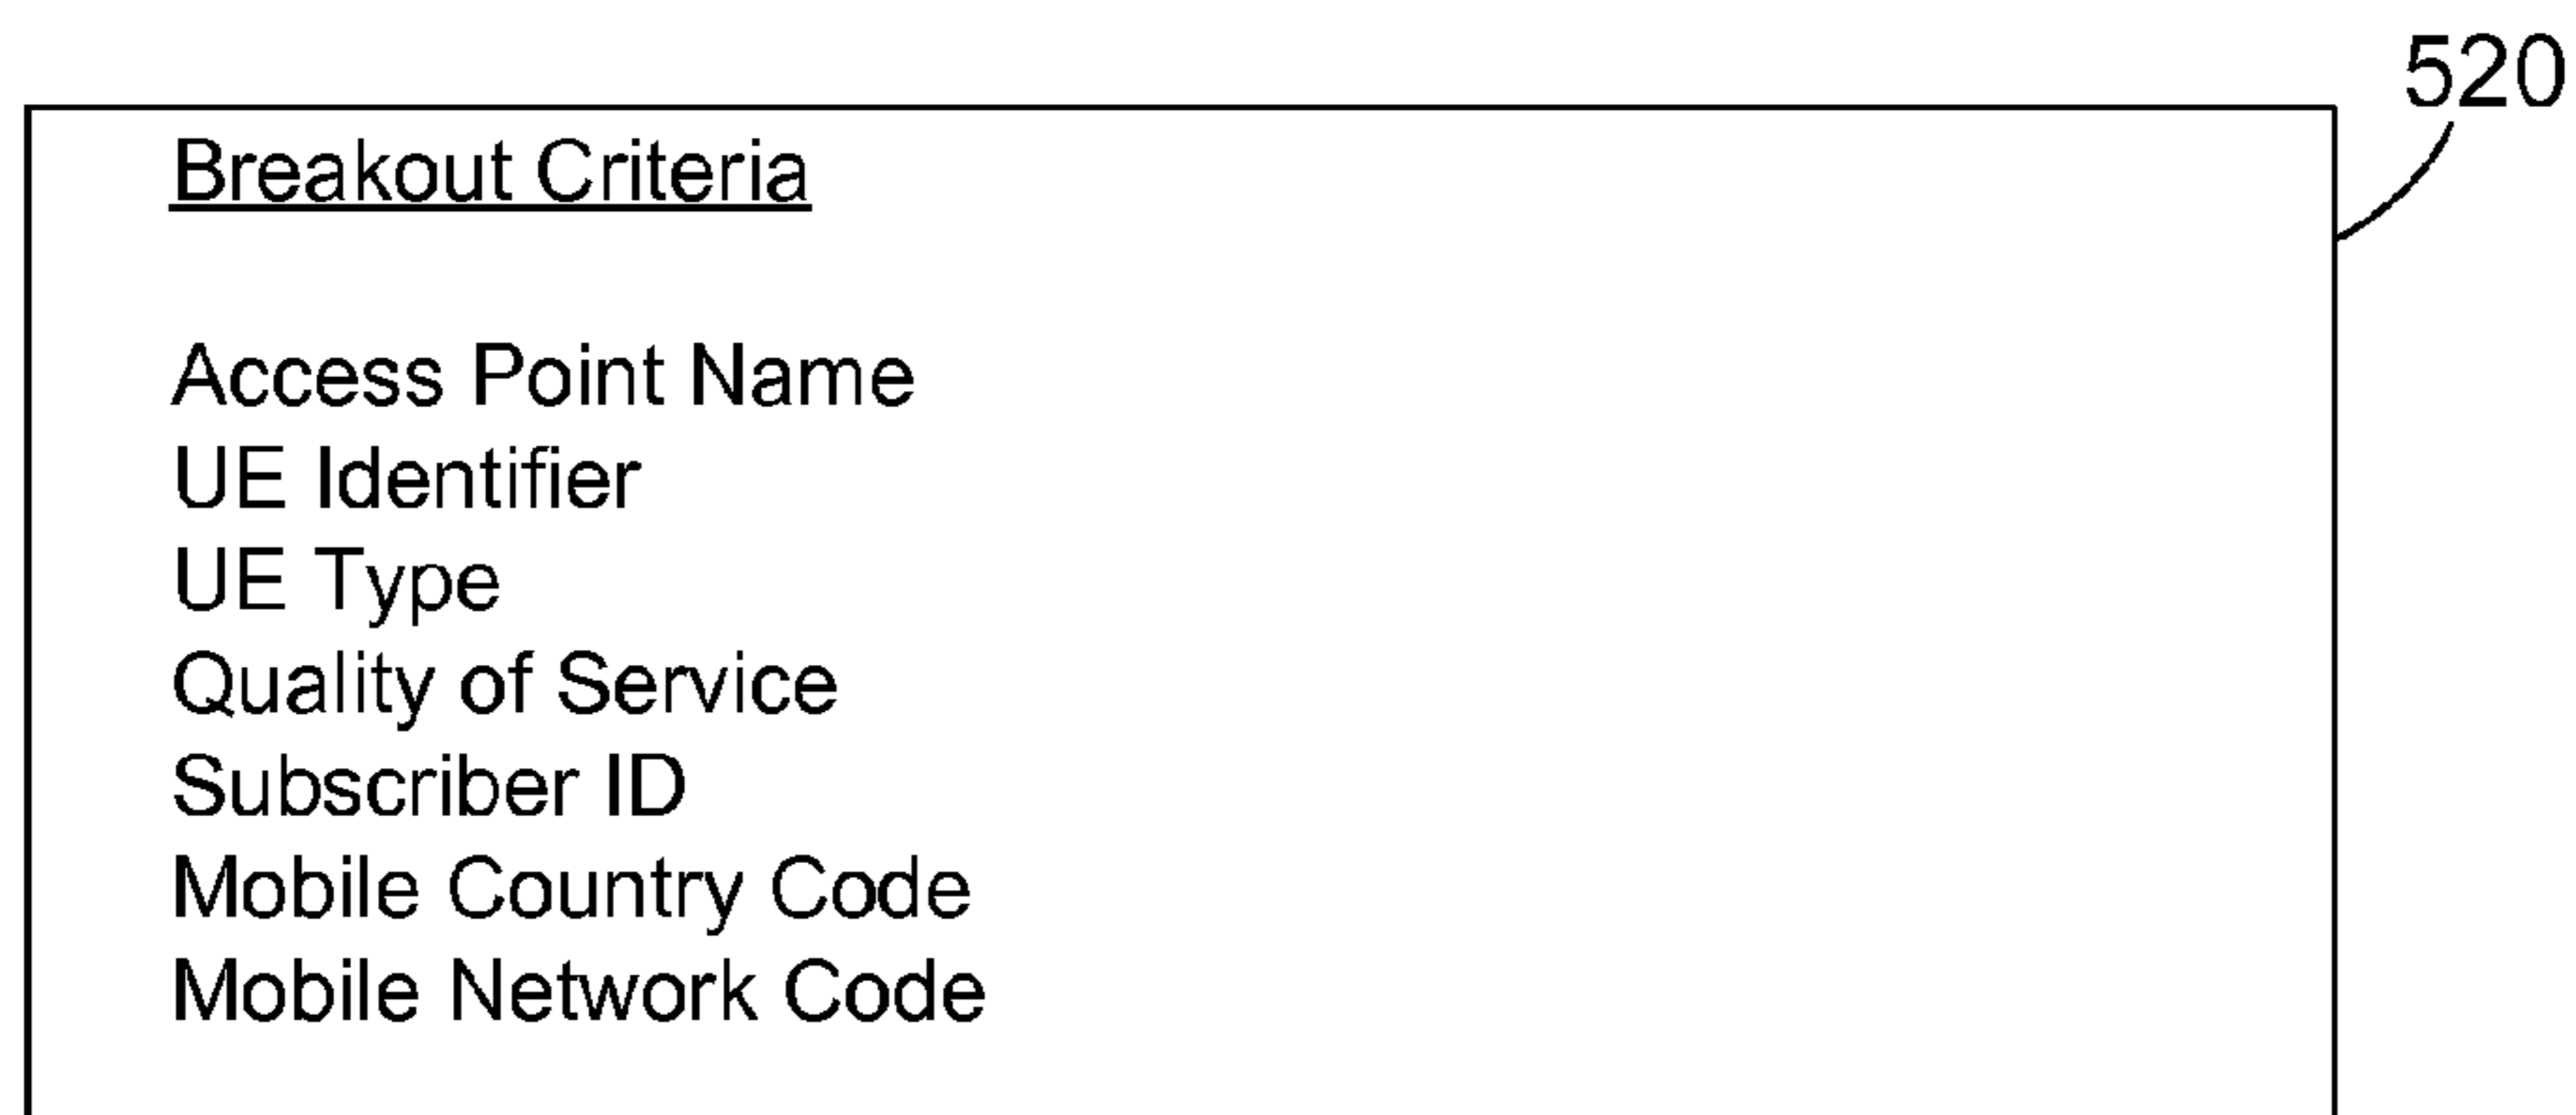 520
Breakout Criteria
Access Point Name
UE Identifier
UE Type
Quality of Service
Subscriber ID
Mobile Country Code
Mobile Network Code